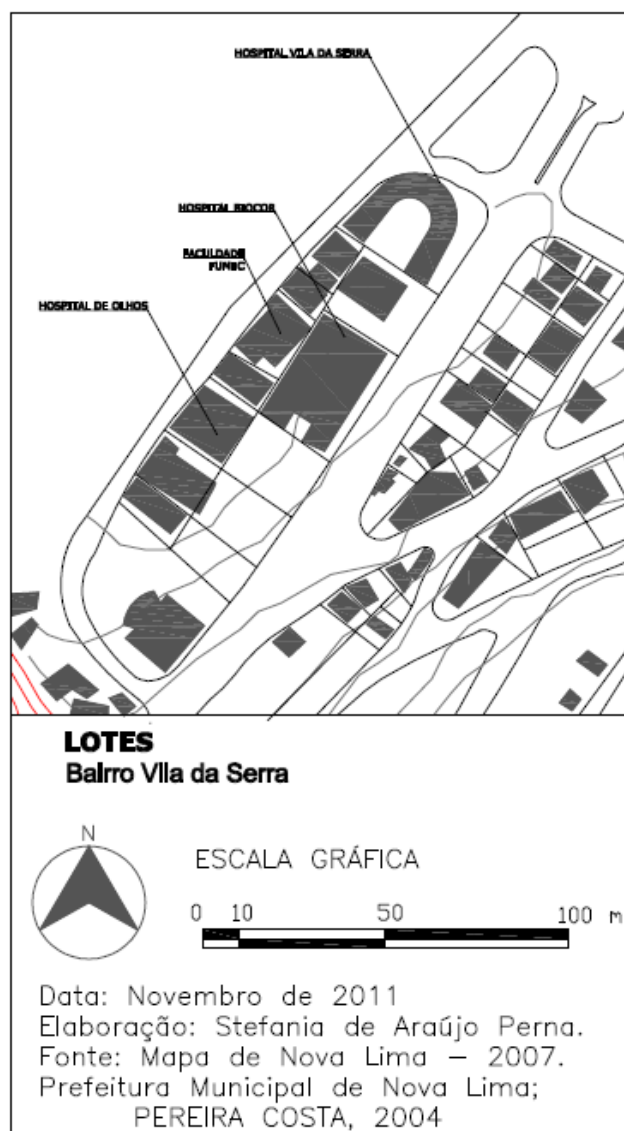 HOSPITAL VILA DA SERRA
HOSPITAL BIOCOR
FACULDADE
FUMEC
HOSPITAL DE OLHOS
LOTES
Bairro Vila da Serra
N
ESCALA GRÁFICA
0 10 50 100 m
Data: Novembro de 2011
Elaboração: Stefania de Araújo Perna.
Fonte: Mapa de Nova Lima – 2007.
Prefeitura Municipal de Nova Lima;
PEREIRA COSTA, 2004